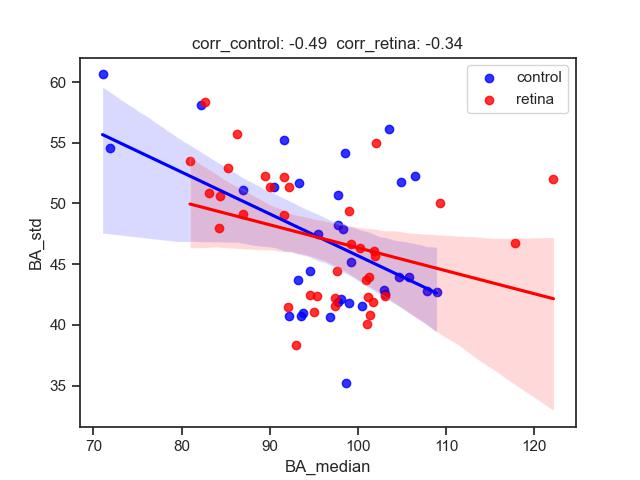 corr_control: -0.49  corr_retina: -0.34
control
retina
60
55
50
45
40
35
BA_std
70 80 90 100 110 120
BA_median